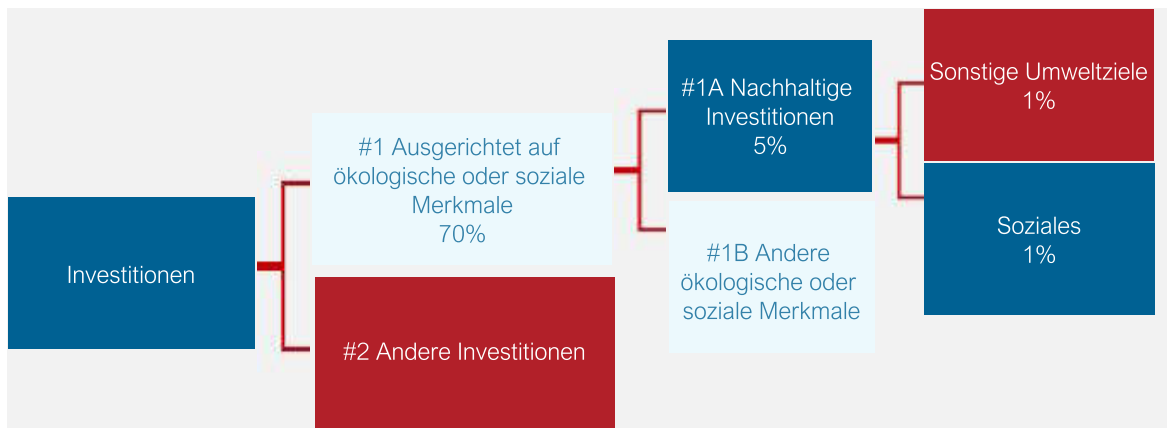 Investitionen
#1 Ausgerichtet auf
ökologische oder soziale
Merkmale
70%
#2 Andere Investitionen
#1A Nachhaltige
Investitionen
5%
#1B Andere
ökologische oder
soziale Merkmale
Sonstige Umweltziele
1%
Soziales
1%